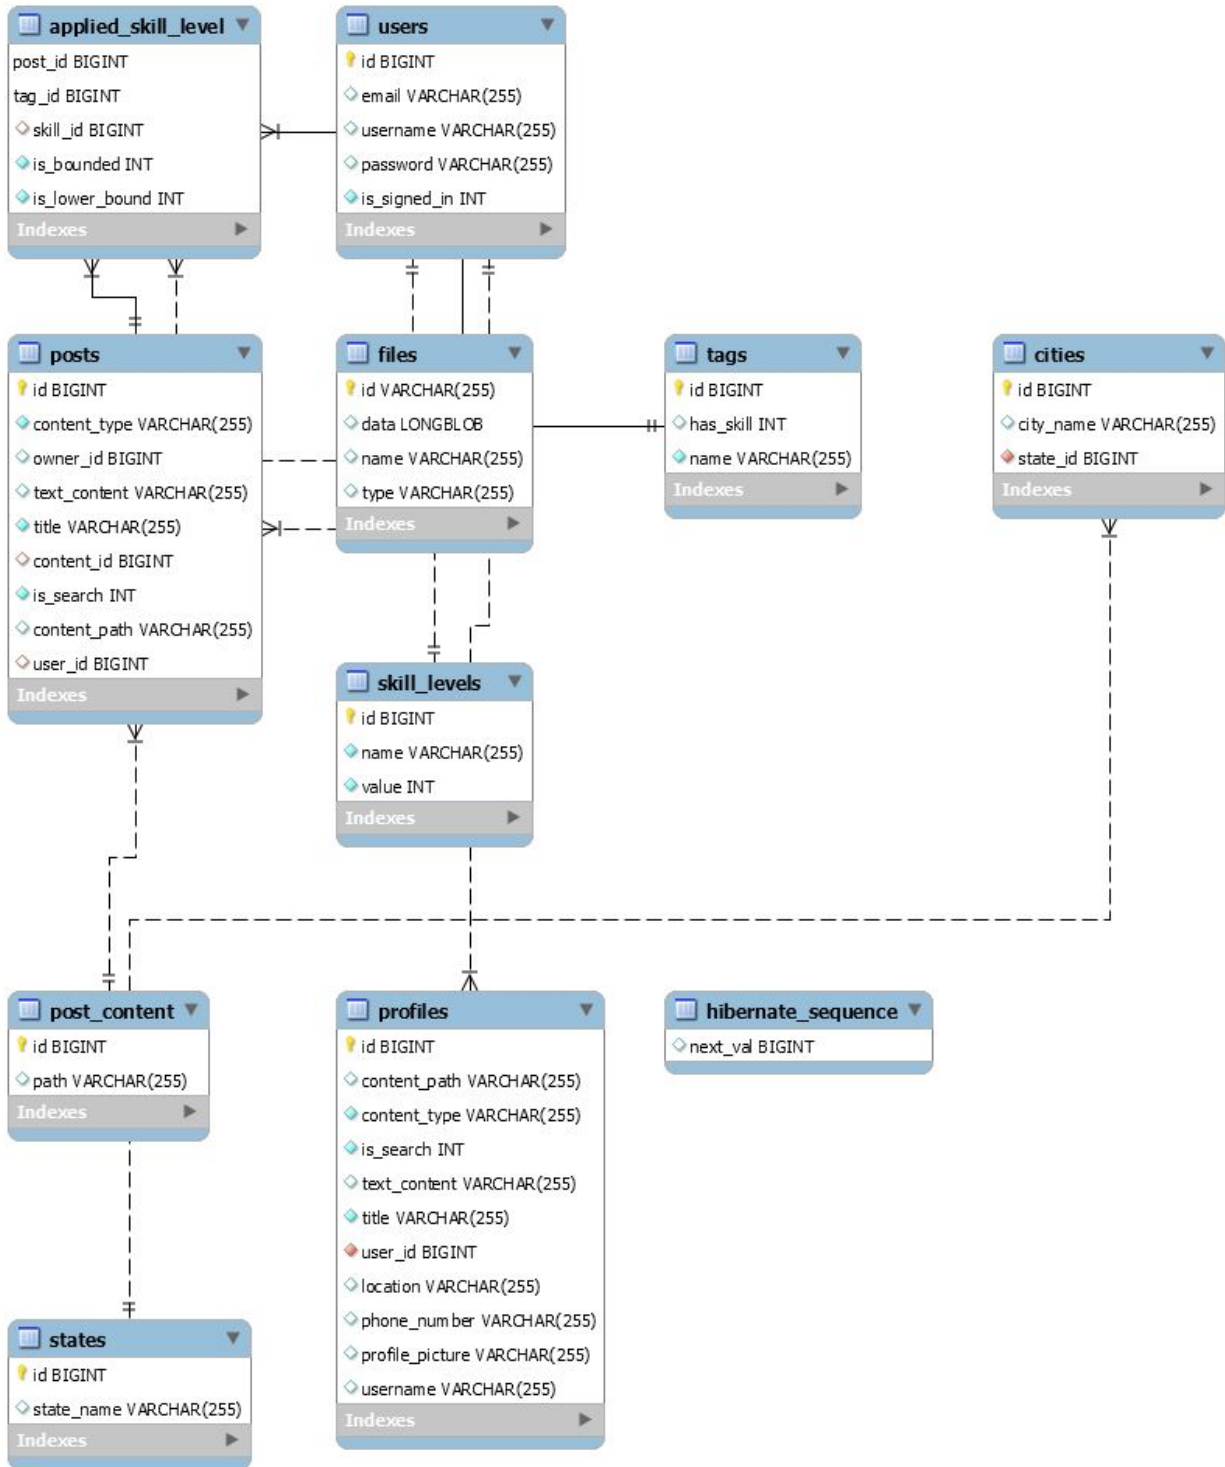 applied_skill_level
post_id BIGINT
tag_id BIGINT
skill_id BIGINT
is_bounded INT
is_lower_bound INT
Indexes
users
id BIGINT
email VARCHAR(255)
username VARCHAR(255)
password VARCHAR(255)
is_signed_in INT
Indexes
posts
id BIGINT
content_type VARCHAR(255)
owner_id BIGINT
text_content VARCHAR(255)
title VARCHAR(255)
content_id BIGINT
is_search INT
content_path VARCHAR(255)
user_id BIGINT
Indexes
files
id VARCHAR(255)
data LONGBLOB
name VARCHAR(255)
type VARCHAR(255)
Indexes
tags
id BIGINT
has_skill INT
name VARCHAR(255)
Indexes
cities
id BIGINT
city_name VARCHAR(255)
state_id BIGINT
Indexes
skill_levels
id BIGINT
name VARCHAR(255)
value INT
Indexes
post_content
id BIGINT
path VARCHAR(255)
Indexes
profiles
id BIGINT
content_path VARCHAR(255)
content_type VARCHAR(255)
is_search INT
text_content VARCHAR(255)
title VARCHAR(255)
user_id BIGINT
location VARCHAR(255)
phone_number VARCHAR(255)
profile_picture VARCHAR(255)
username VARCHAR(255)
Indexes
hibernate_sequence
next_val BIGINT
states
id BIGINT
state_name VARCHAR(255)
Indexes